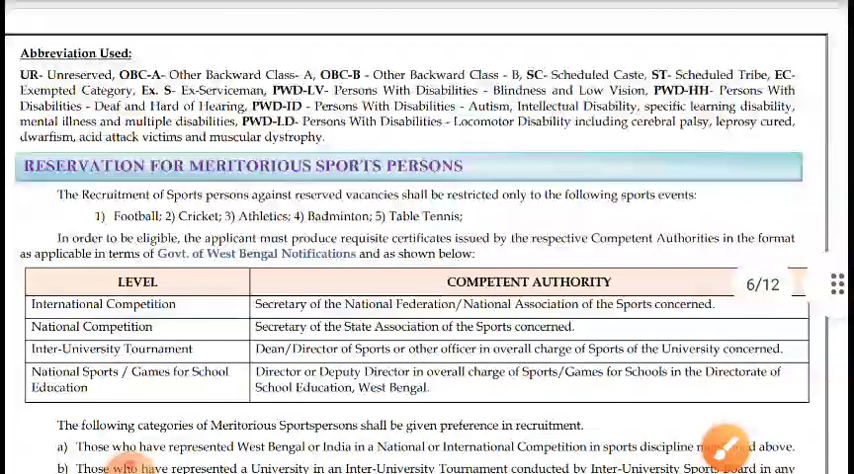 Abbreviation Used:
UR- Unreserved, OBC-A- Other Backward Class- A, OBC-B - Other Backward Class - B, SC- Scheduled Caste, ST- Scheduled Tribe, EC-
Exempted Category, Ex. S- Ex-Serviceman, PWD-LV- Persons With Disabilities - Blindness and Low Vision, PWD-HH- Persons With
Disabilities - Deaf and Hard of Hearing, PWD-ID - Persons With Disabilities - Autism, Intellectual Disability, specific learning disability,
mental illness and multiple disabilities, PWD-LD- Persons With Disabilities - Locomotor Disability including cerebral palsy, leprosy cured,
dwarfism, acid attack victims and muscular dystrophy.
RESERVATION FOR MERITORIOUS SPORTS PERSONS
The Recruitment of Sports persons against reserved vacancies shall be restricted only to the following sports events:
1) Football; 2) Cricket; 3) Athletics; 4) Badminton; 5) Table Tennis;
In order to be eligible, the applicant must produce requisite certificates issued by the respective Competent Authorities in the format
as applicable in terms of Govt. of West Bengal Notifications and as shown below:
LEVEL COMPETENT AUTHORITY
6/12
International Competition Secretary of the National Federation/National Association of the Sports concerned.
National Competition Secretary of the State Association of the Sports concerned.
Inter-University Tournament Dean/Director of Sports or other officer in overall charge of Sports of the University concerned.
National Sports / Games for School Director or Deputy Director in overall charge of Sports/Games for Schools in the Directorate of
Education School Education, West Bengal.
The following categories of Meritorious Sportspersons shall be given preference in recruitment.
a) Those who have represented West Bengal or India in a National or International Competition in sports discipline above.
b) Those who have represented a University in an Inter-University Tournament conducted by Inter-University Sports Board in any